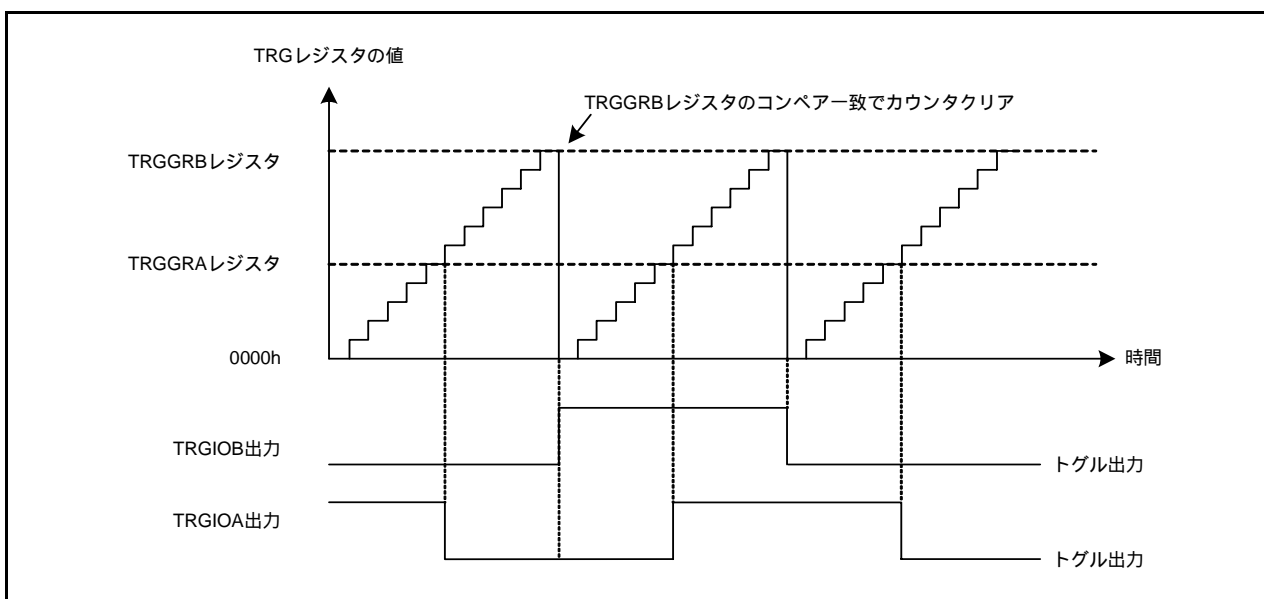 TRGレジスタの値
TRGGRBレジスタのコンペア一致でカウンタクリア
TRGGRBレジスタ
TRGGRAレジスタ
0000h
時間
TRGIOB出力
トグル出力
TRGIOA出力
トグル出力